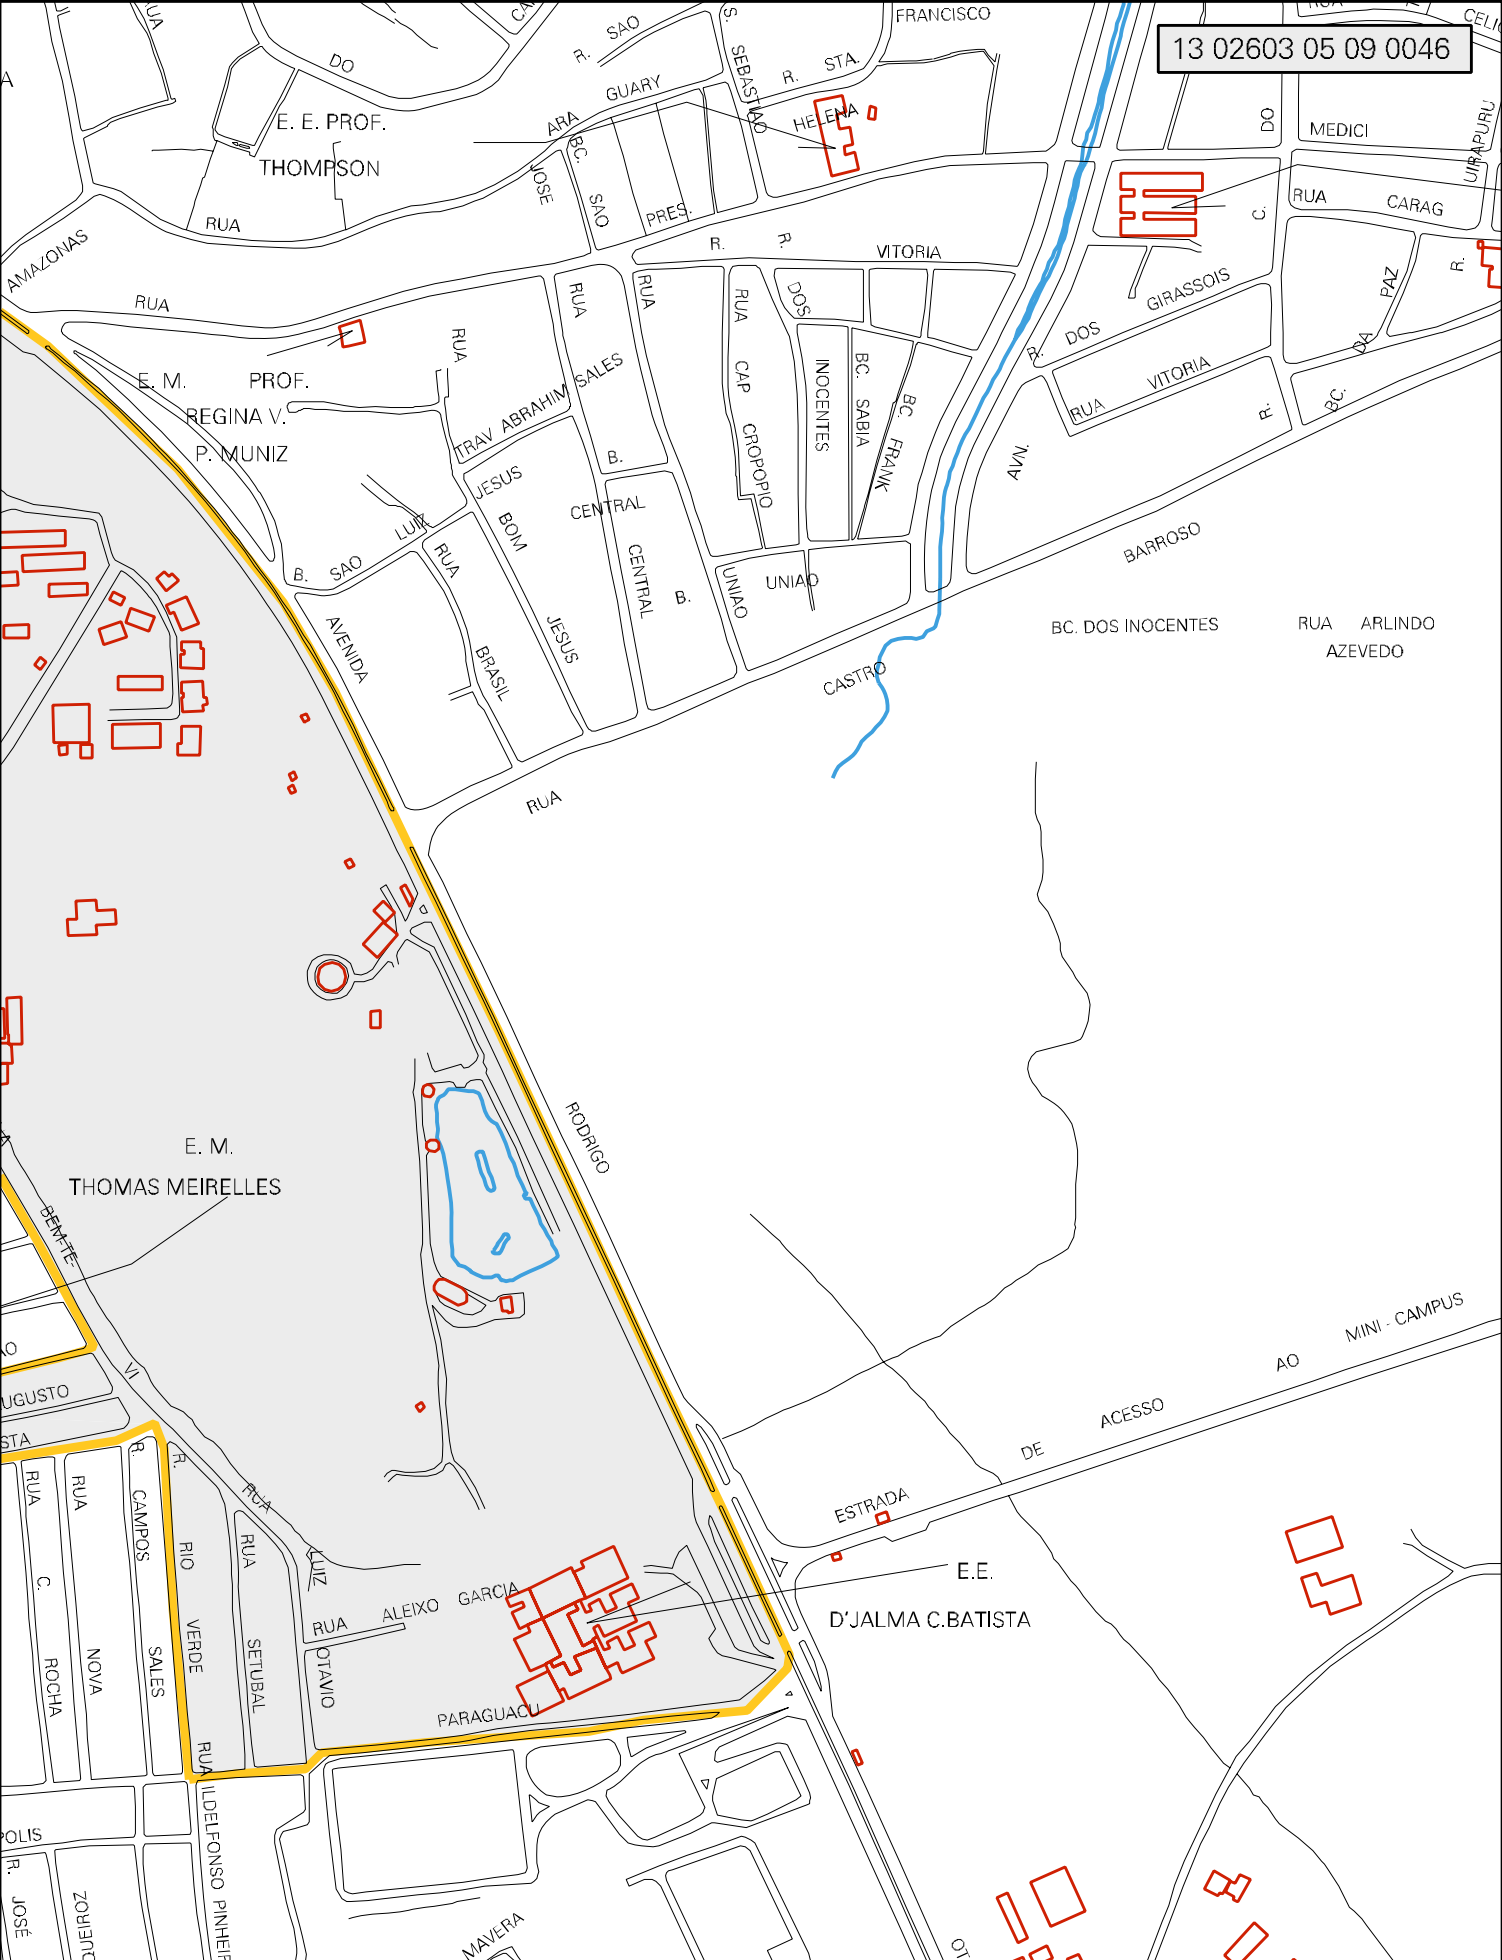 13 02603 05 09 0046
FRANCISCO
R. SAO
DO
R. STA.
HELENA
S. SEBASTIAO
ARA GUARY
E. E. PROF.
THOMPSON
RUA
AMAZONAS
RUA
BC. SAO
JOSE
PRES.
R.
R.
VITORIA
DO
MEDICI
UIRAPURU
RUA CARAG
C.
R.
GIRASSOIS
DOS
R.
PAZ
DA
BC.
R.
RUA VITORIA
AVN.
E. M. PROF.
REGINA V.
P. MUNIZ
RUA
TRAV ABRAHIM SALES
RUA
RUA
RUA CAP CROPOPIO
DOS
INOCENTES
BC. SABIA
BC. FRANK
B.
CENTRAL
JESUS
BOM
JESUS
B. SAO LUIZ
RUA
BRASIL
CENTRAL
B.
UNIAO
UNIAO
AVENIDA
BARROSO
CASTRO
RUA
BC. DOS INOCENTES
RUA ARLINDO
AZEVEDO
RODRIGO
E. M.
THOMAS MEIRELLES
BEM-TE-
VI
UGUSTO
STA
AO
RUA
C.
ROCHA
RUA
NOVA
R.
CAMPOS
SALES
R.
RIO
VERDE
RUA
RUA
SETUBAL
LUIZ
OTAVIO
RUA ALEIXO GARCIA
PARAGUACU
RUA
ILDELFONSO PINHEIR
ESTRADA DE ACESSO AO MINI - CAMPUS
E.E.
D'JALMA C.BATISTA
POLIS
R.
JOSÉ
QUEIROZ
MAVERA
OT